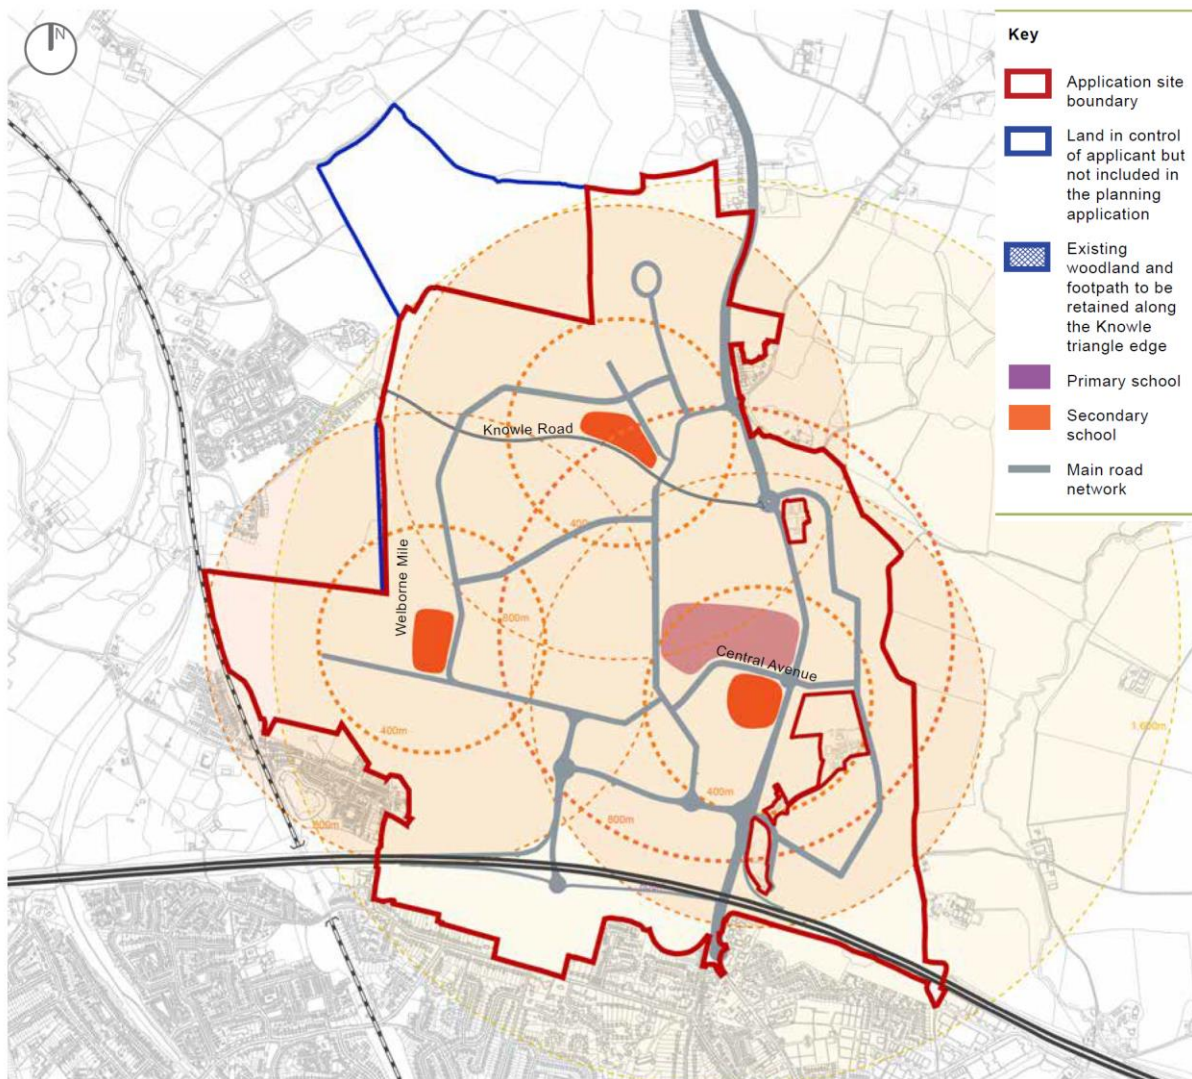 N
Key
Application site
boundary
Land in control
of applicant but
not included in
the planning
application
Existing
woodland and
footpath to be
retained along
the Knowle
triangle edge
Primary school
Secondary
school
Main road
network
Knowle Road
400
Welborne Mile
800m
Central Avenue
400m
1,600m
400m
800m
800m